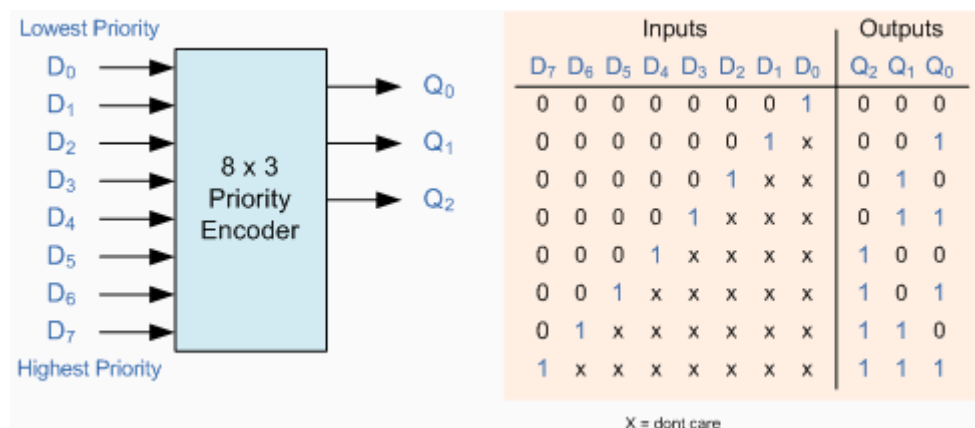 Lowest Priority
D₀
D₁
D₂
D₃
D₄
D₅
D₆
D₇
Highest Priority
8 x 3
Priority
Encoder
Q₀
Q₁
Q₂
Inputs Outputs
D₇ D₆ D₅ D₄ D₃ D₂ D₁ D₀ Q₂ Q₁ Q₀
0 0 0 0 0 0 0 1 0 0 0
0 0 0 0 0 0 1 x 0 0 1
0 0 0 0 0 1 x x 0 1 0
0 0 0 0 1 x x x 0 1 1
0 0 0 1 x x x x 1 0 0
0 0 1 x x x x x 1 0 1
0 1 x x x x x x 1 1 0
1 x x x x x x x 1 1 1
X = dont care